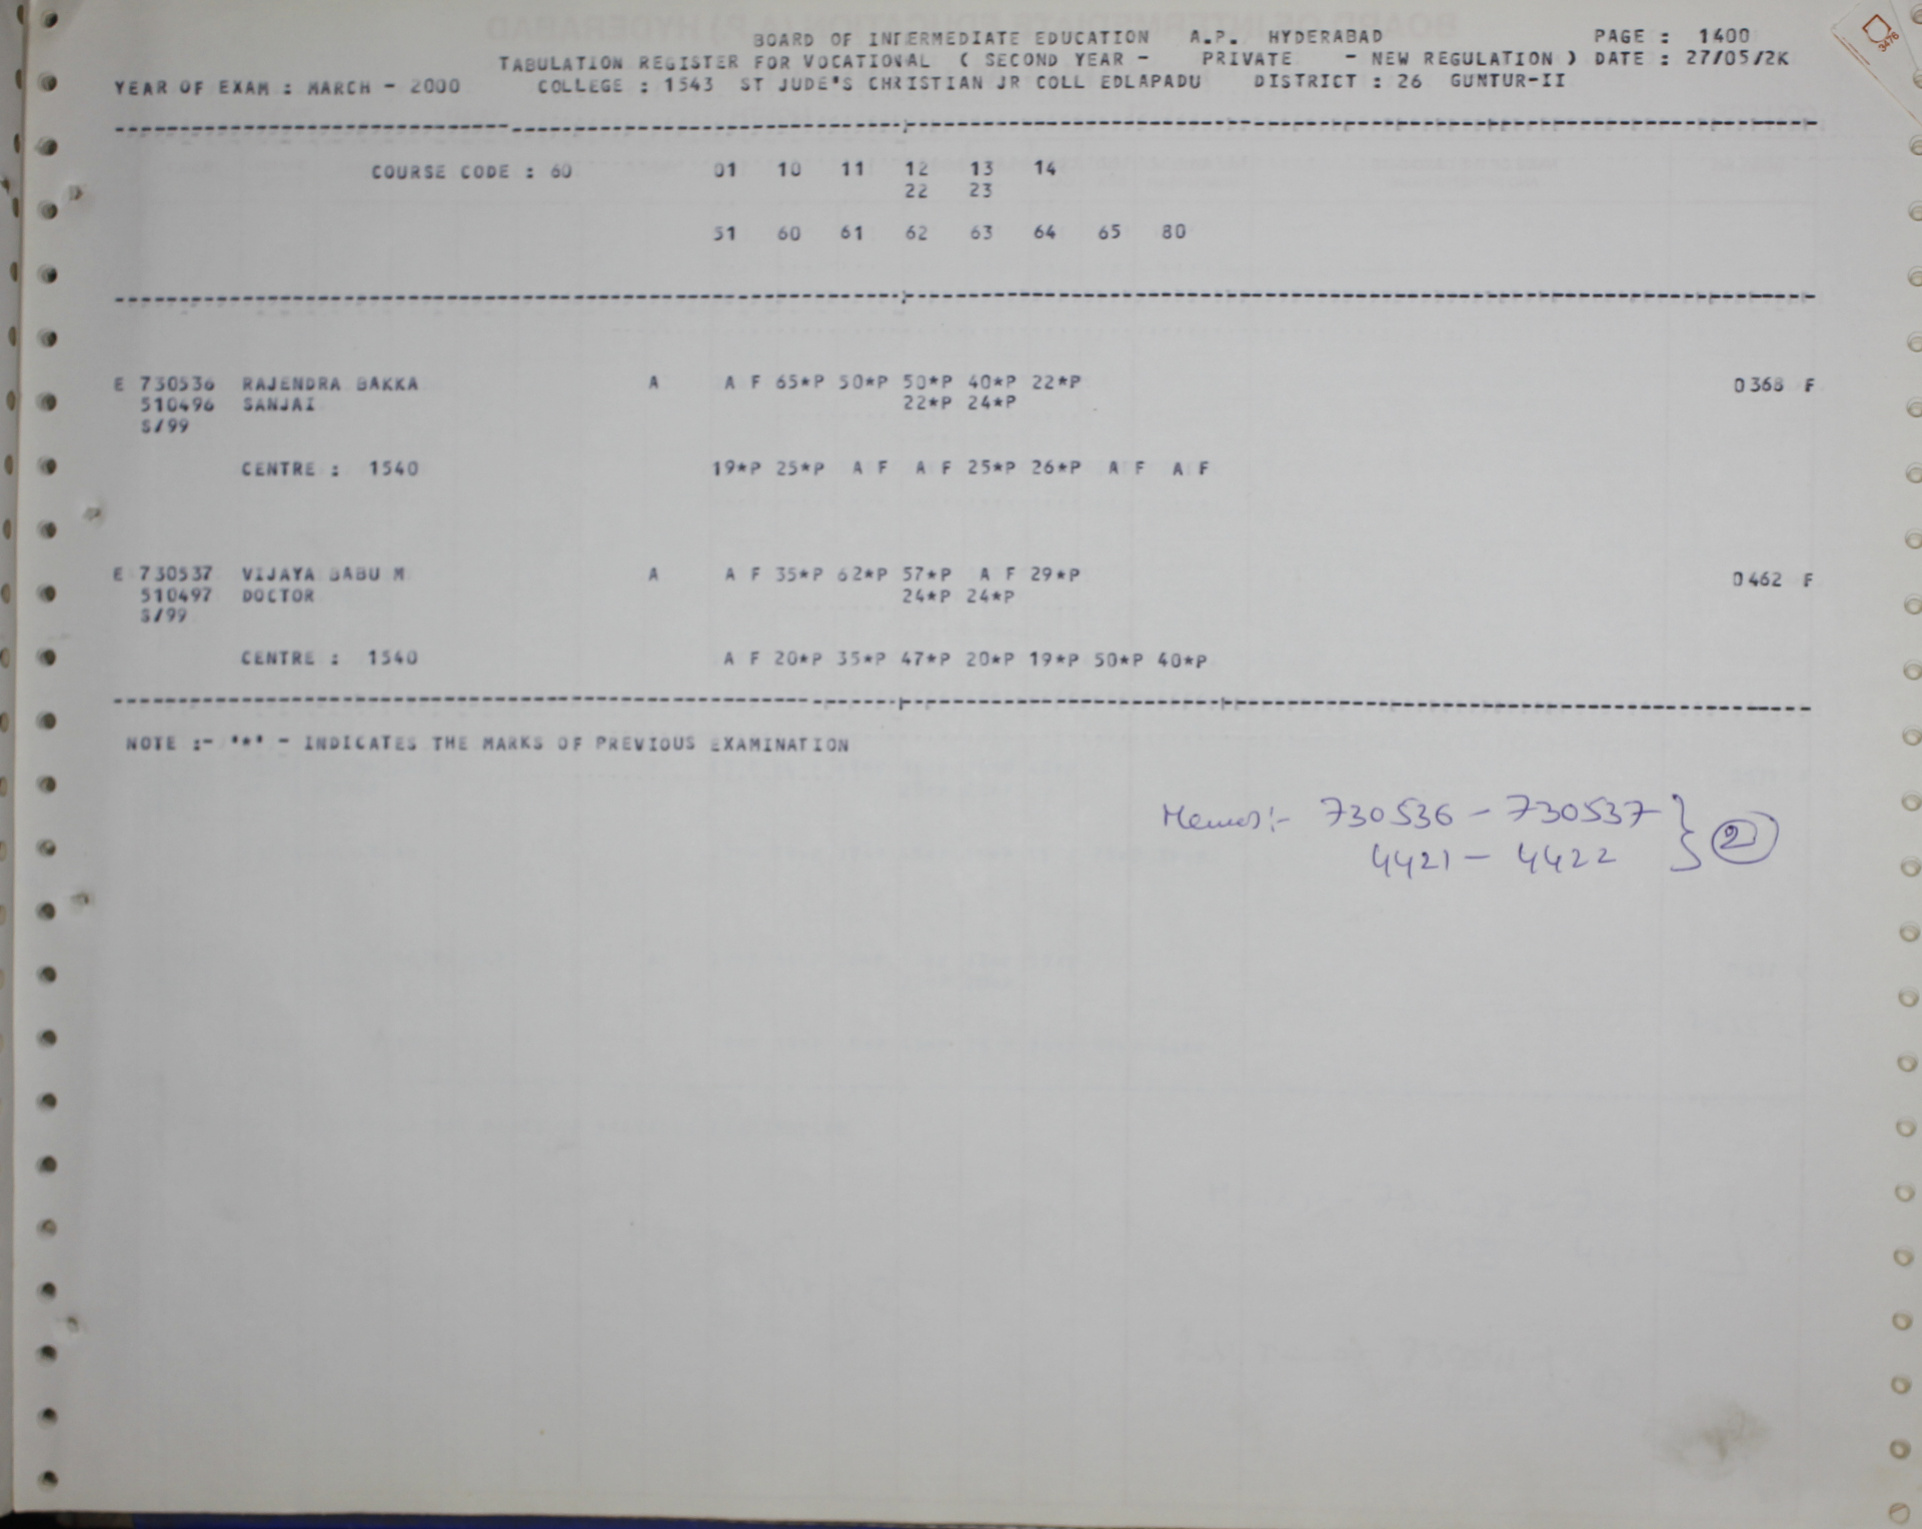 BOARD OF INTERMEDIATE EDUCATION A.P. HYDERABAD PAGE : 1400
TABULATION REGISTER FOR VOCATIONAL ( SECOND YEAR - PRIVATE - NEW REGULATION ) DATE : 27/05/2K
YEAR OF EXAM : MARCH - 2000 COLLEGE : 1543 ST JUDE'S CHRISTIAN JR COLL EDLAPADU DISTRICT : 26 GUNTUR-II
COURSE CODE : 60 01 10 11 12 13 14
22 23
51 60 61 62 63 64 65 80
E 730536 RAJENDRA BAKKA A A F 65*P 50*P 50*P 40*P 22*P 0368 F
510496 SANJAI 22*P 24*P
S/99
CENTRE : 1540 19*P 25*P A F A F 25*P 26*P A F A F
E 730537 VIJAYA BABU M A A F 35*P 62*P 57*P A F 29*P 0462 F
510497 DOCTOR 24*P 24*P
S/99
CENTRE : 1540 A F 20*P 35*P 47*P 20*P 19*P 50*P 40*P
NOTE :- '*' - INDICATES THE MARKS OF PREVIOUS EXAMINATION
Memos:- 730536 - 730537 } 2
4421 - 4422
3476